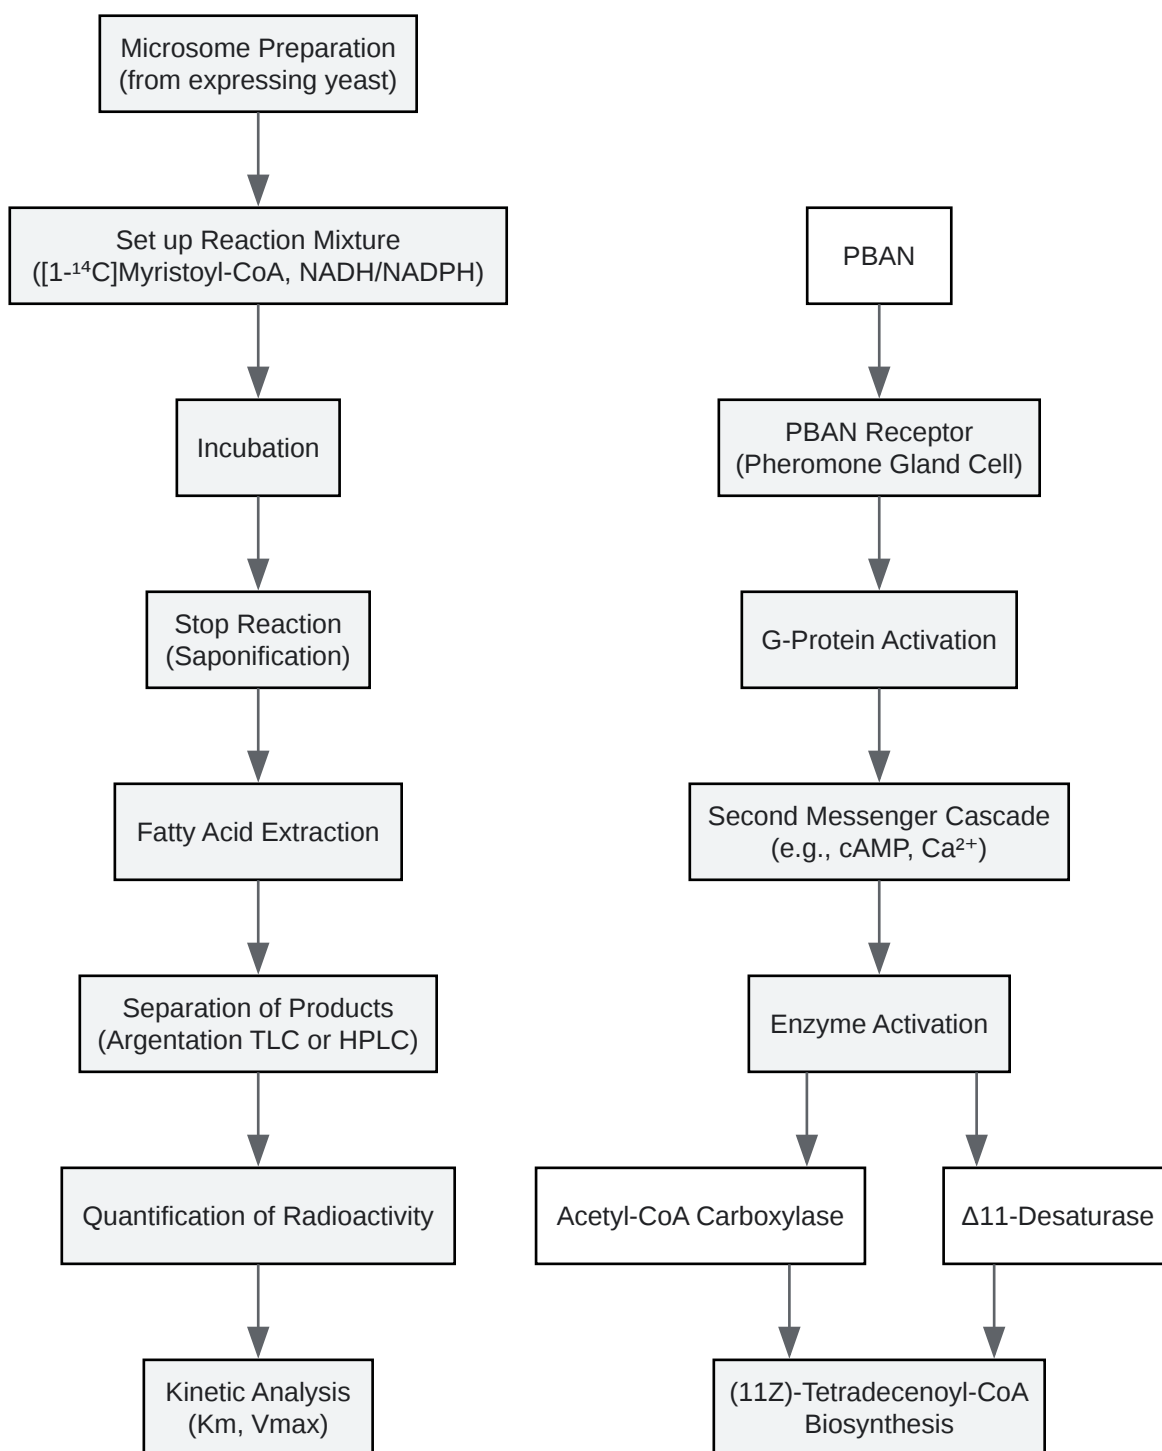 Microsome Preparation
(from expressing yeast)
Set up Reaction Mixture
([1-¹⁴C]Myristoyl-CoA, NADH/NADPH)
Incubation
Stop Reaction
(Saponification)
Fatty Acid Extraction
Separation of Products
(Argentation TLC or HPLC)
Quantification of Radioactivity
Kinetic Analysis
(Km, Vmax)
PBAN
PBAN Receptor
(Pheromone Gland Cell)
G-Protein Activation
Second Messenger Cascade
(e.g., cAMP, Ca²⁺)
Enzyme Activation
Acetyl-CoA Carboxylase
Δ11-Desaturase
(11Z)-Tetradecenoyl-CoA
Biosynthesis